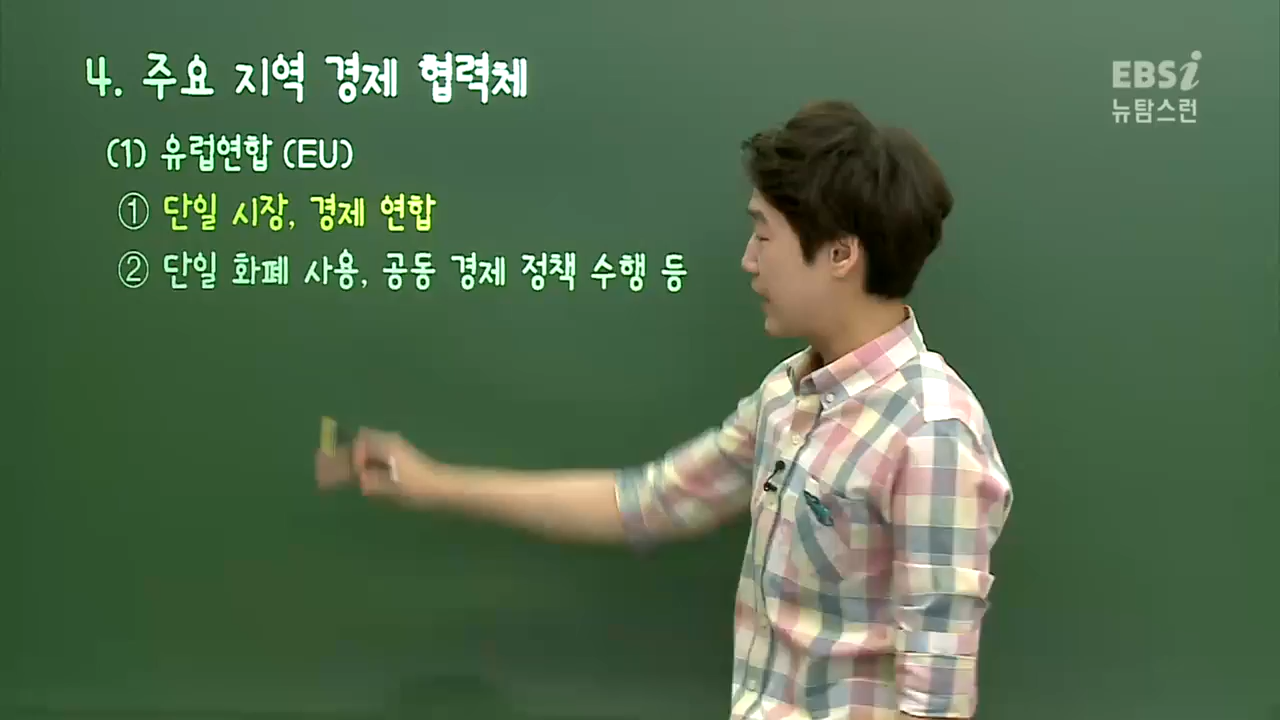 4. 주요 지역 경제 협력체
EBSi
뉴탐스런
(1) 유럽연합 (EU)
① 단일 시장, 경제 연합
② 단일 화폐 사용, 공동 경제 정책 수행 등